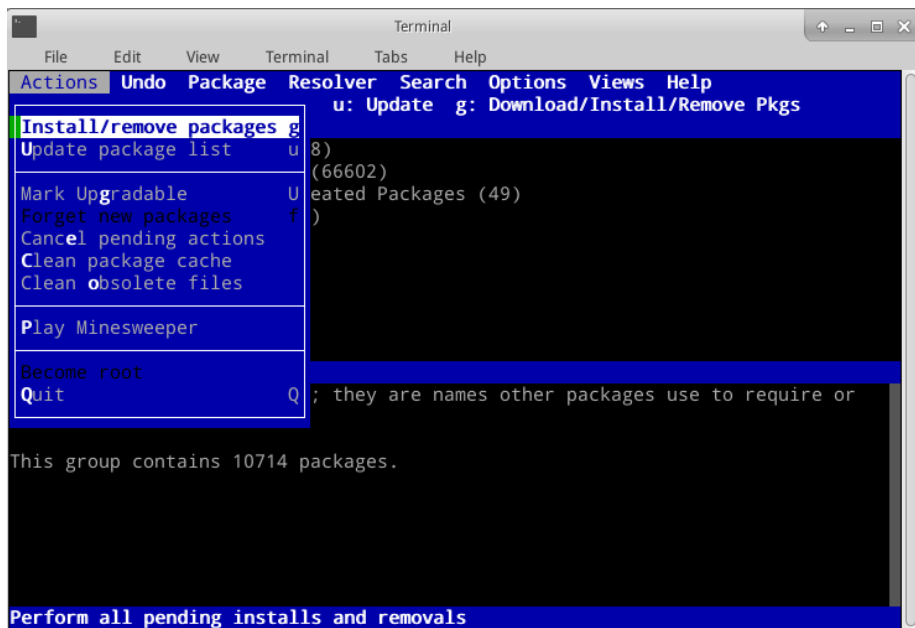 Terminal
File Edit View Terminal Tabs Help
Actions Undo Package Resolver Search Options Views Help
u: Update g: Download/Install/Remove Pkgs
Install/remove packages g
Update package list u 8)
(66602)
Mark Upgradable U eated Packages (49)
Forget new packages f )
Cancel pending actions
Clean package cache
Clean obsolete files
Play Minesweeper
Become root
Quit Q ; they are names other packages use to require or
This group contains 10714 packages.
Perform all pending installs and removals